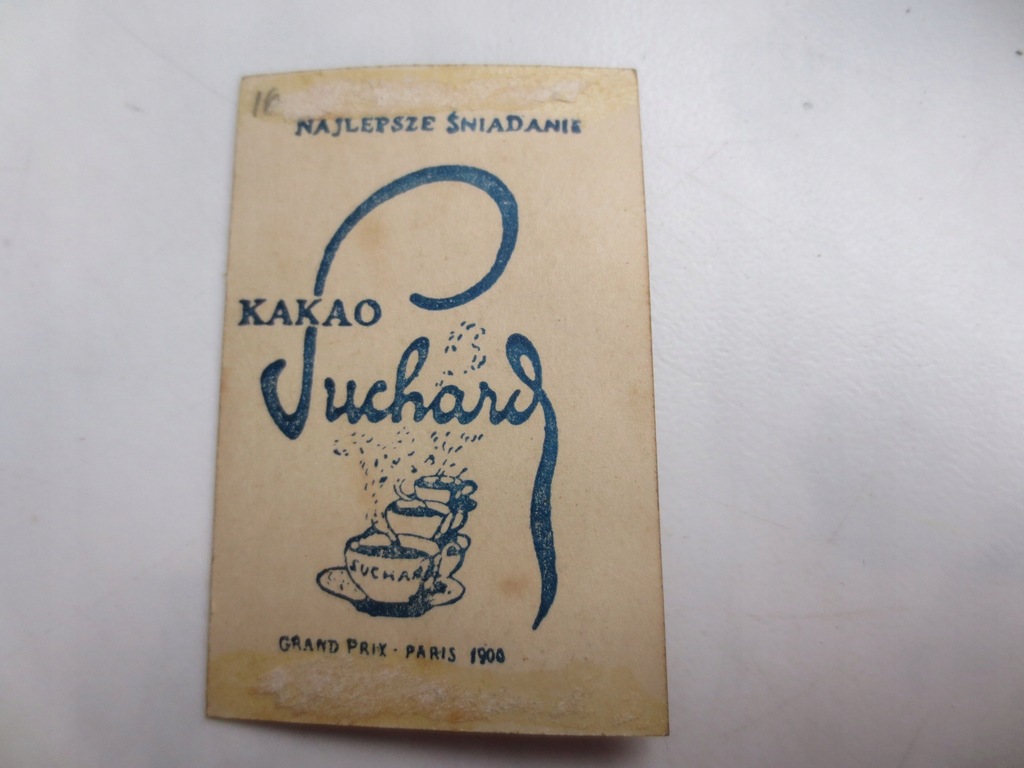 16
NAJLEPSZE ŚNIADANIE
KAKAO
Suchard
SUCHARD
GRAND PRIX - PARIS 1900